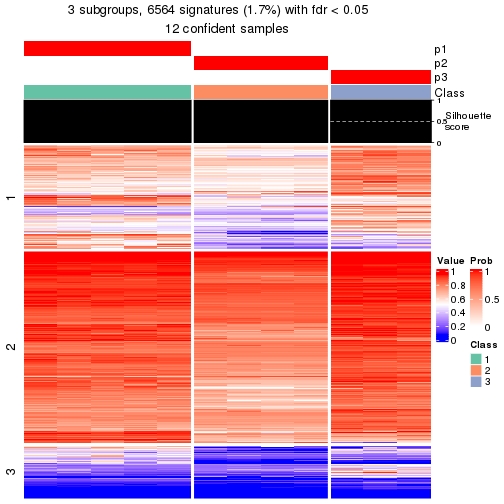 3 subgroups, 6564 signatures (1.7%) with fdr < 0.05
12 confident samples
p1
p2
p3
Class
1
0.5
0
Silhouette
score
1
2
3
Value
1
0.8
0.6
0.4
0.2
0
Prob
1
0.5
0
Class
1
2
3